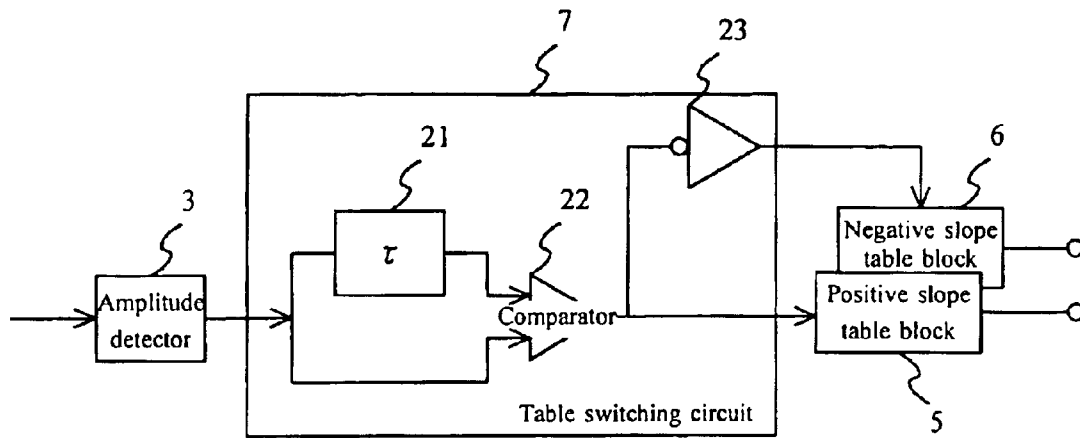 7
23
21
6
3
22
τ
Negative slope
table block
Amplitude
detector
Comparator
Positive slope
table block
Table switching circuit
5